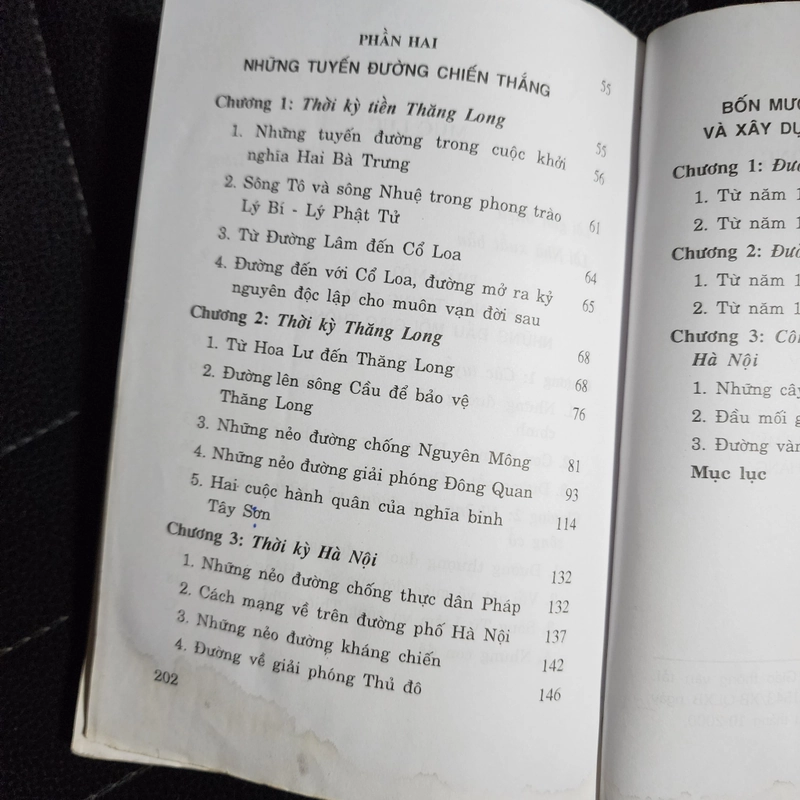 PHẦN HAI
NHỮNG TUYẾN ĐƯỜNG CHIẾN THẮNG 55
Chương 1: Thời kỳ tiền Thăng Long 55
1. Những tuyến đường trong cuộc khởi
nghĩa Hai Bà Trưng 56
2. Sông Tô và sông Nhuệ trong phong trào
Lý Bí - Lý Phật Tử 61
3. Từ Đường Lâm đến Cổ Loa 64
4. Đường đến với Cổ Loa, đường mở ra kỷ
nguyên độc lập cho muôn vạn đời sau 65
Chương 2: Thời kỳ Thăng Long 68
1. Từ Hoa Lư đến Thăng Long 68
2. Đường lên sông Cầu để bảo vệ
Thăng Long 76
3. Những nẻo đường chống Nguyên Mông 81
4. Những nẻo đường giải phóng Đông Quan 93
5. Hai cuộc hành quân của nghĩa binh
Tây Sơn 114
Chương 3: Thời kỳ Hà Nội 132
1. Những nẻo đường chống thực dân Pháp 132
2. Cách mạng về trên đường phố Hà Nội 137
3. Những nẻo đường kháng chiến 142
4. Đường về giải phóng Thủ đô 146
202
BỐN MƯƠ
VÀ XÂY DỰ
Chương 1: Đườ
1. Từ năm 1
2. Từ năm 1
Chương 2: Đườ
1. Từ năm 1
2. Từ năm 1
Chương 3: Côn
Hà Nội
1. Những cây
2. Đầu mối g
3. Đường vàn
Mục lục